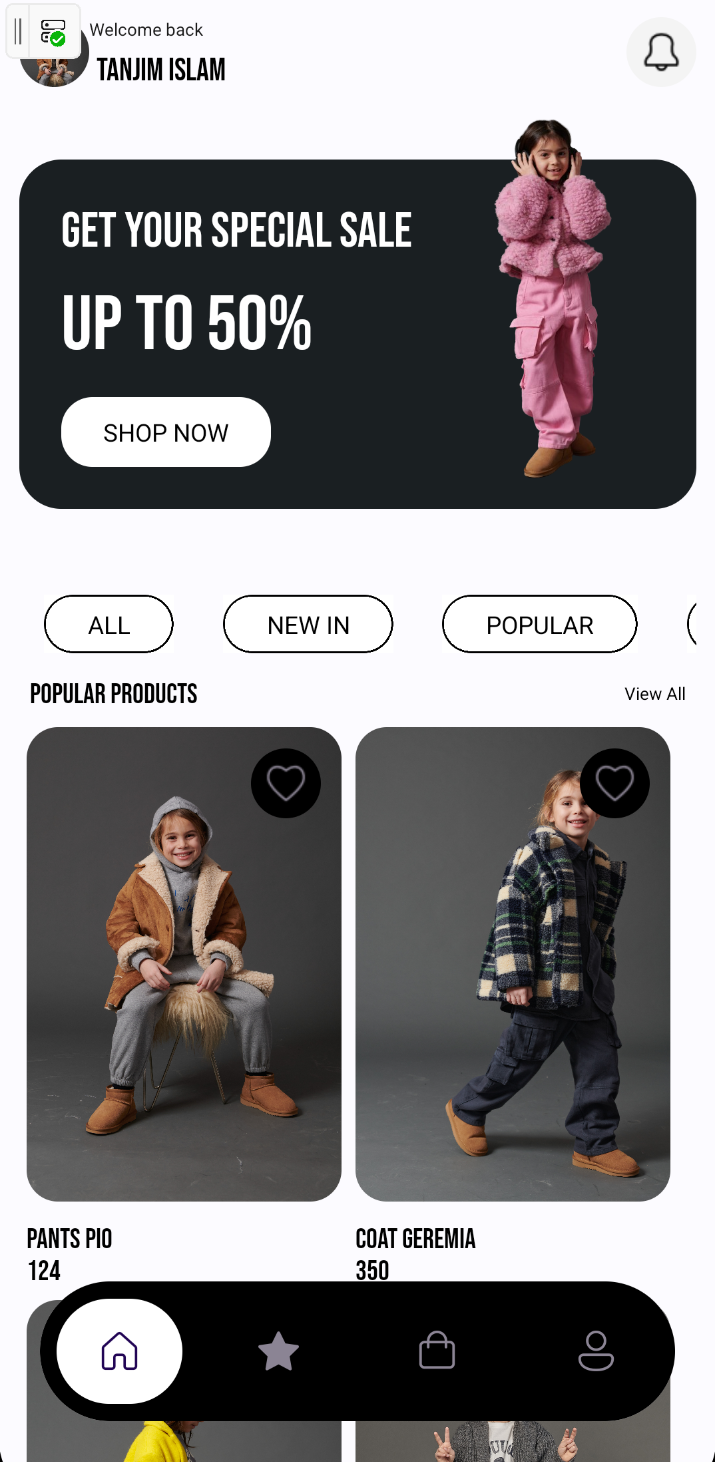 Welcome back
TANJIM ISLAM
GET YOUR SPECIAL SALE
UP TO 50%
SHOP NOW
ALL
NEW IN
POPULAR
POPULAR PRODUCTS
View All
PANTS PIO
COAT GEREMIA
124
350